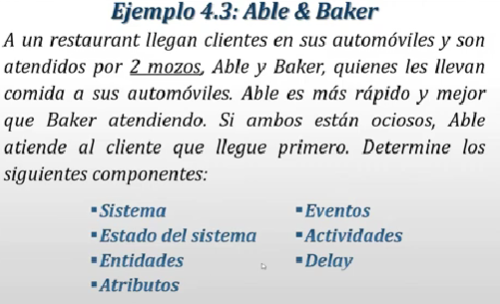 Ejemplo 4.3: Able & Baker
A un restaurant llegan clientes en sus automóviles y son
atendidos por 2 mozos, Able y Baker, quienes les llevan
comida a sus automóviles. Able es más rápido y mejor
que Baker atendiendo. Si ambos están ociosos, Able
atiende al cliente que llegue primero. Determine los
siguientes componentes:
▪Sistema
▪Estado del sistema
▪Entidades
▪Atributos
▪Eventos
▪Actividades
▪Delay